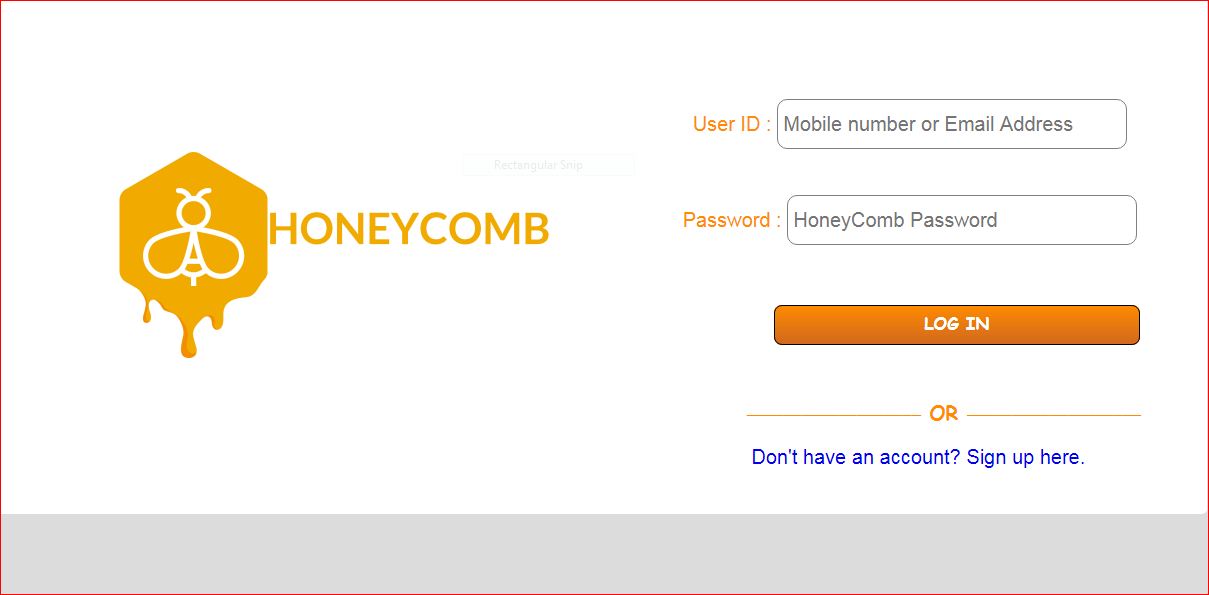 User ID : Mobile number or Email Address
Rectangular Snip
HONEYCOMB
Password : HoneyComb Password
LOG IN
OR
Don't have an account? Sign up here.